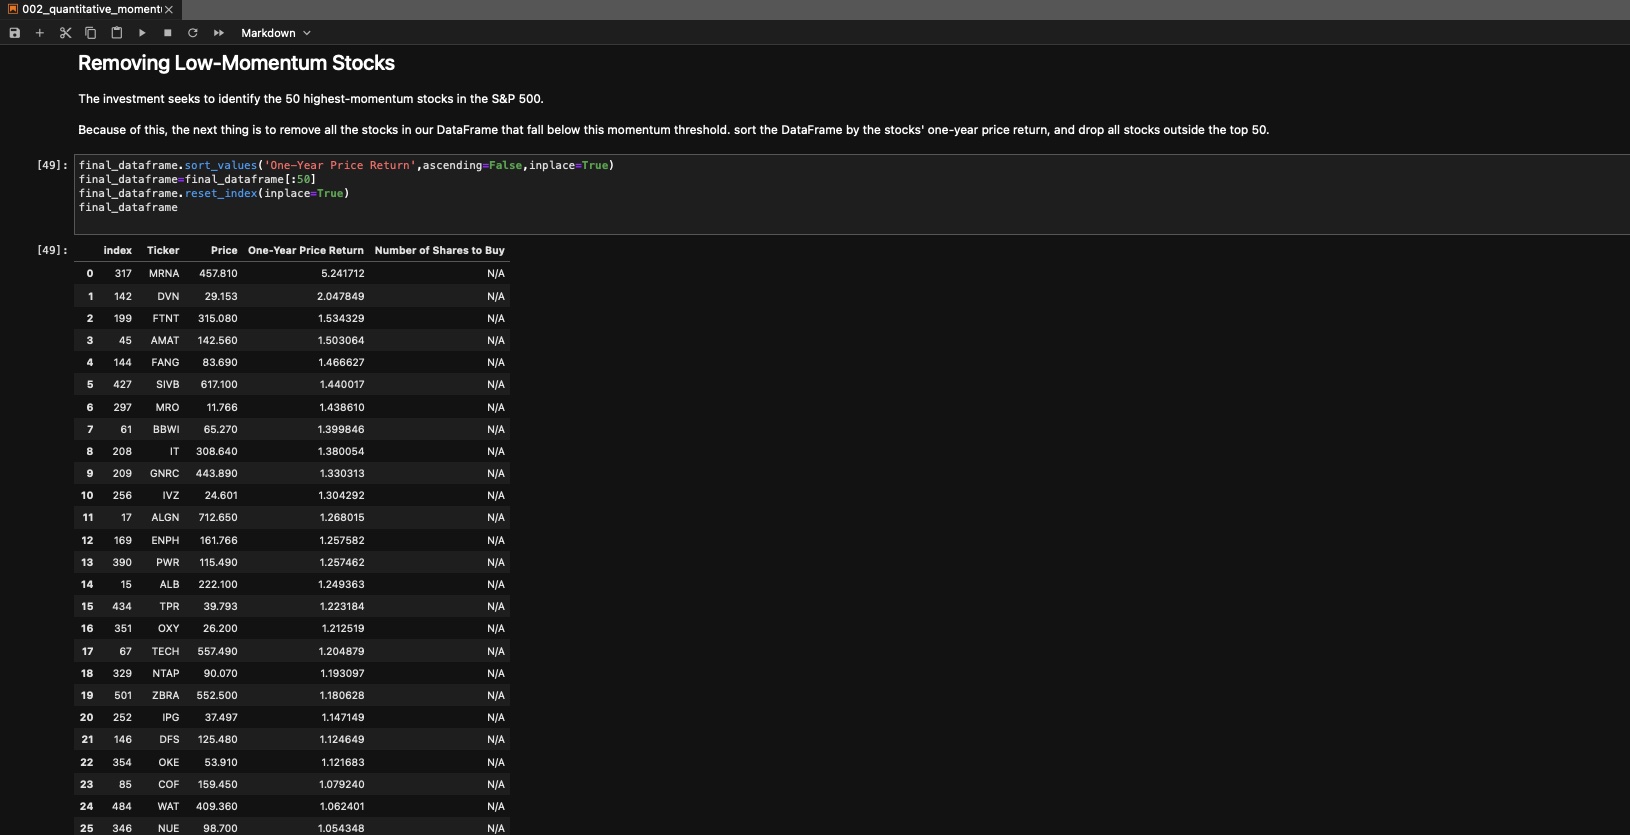 002_quantitative_moment
Markdown
Removing Low-Momentum Stocks
The investment seeks to identify the 50 highest-momentum stocks in the S&P 500.
Because of this, the next thing is to remove all the stocks in our DataFrame that fall below this momentum threshold. sort the DataFrame by the stocks' one-year price return, and drop all stocks outside the top 50.
[49]: final_dataframe.sort_values('One-Year Price Return',ascending=False,inplace=True)
final_dataframe=final_dataframe[:50]
final_dataframe.reset_index(inplace=True)
final_dataframe
[49]: index Ticker Price One-Year Price Return Number of Shares to Buy
0 317 MRNA 457.810 5.241712 N/A
1 142 DVN 29.153 2.047849 N/A
2 199 FTNT 315.080 1.534329 N/A
3 45 AMAT 142.560 1.503064 N/A
4 144 FANG 83.690 1.466627 N/A
5 427 SIVB 617.100 1.440017 N/A
6 297 MRO 11.766 1.438610 N/A
7 61 BBWI 65.270 1.399846 N/A
8 208 IT 308.640 1.380054 N/A
9 209 GNRC 443.890 1.330313 N/A
10 256 IVZ 24.601 1.304292 N/A
11 17 ALGN 712.650 1.268015 N/A
12 169 ENPH 161.766 1.257582 N/A
13 390 PWR 115.490 1.257462 N/A
14 15 ALB 222.100 1.249363 N/A
15 434 TPR 39.793 1.223184 N/A
16 351 OXY 26.200 1.212519 N/A
17 67 TECH 557.490 1.204879 N/A
18 329 NTAP 90.070 1.193097 N/A
19 501 ZBRA 552.500 1.180628 N/A
20 252 IPG 37.497 1.147149 N/A
21 146 DFS 125.480 1.124649 N/A
22 354 OKE 53.910 1.121683 N/A
23 85 COF 159.450 1.079240 N/A
24 484 WAT 409.360 1.062401 N/A
25 346 NUE 98.700 1.054348 N/A